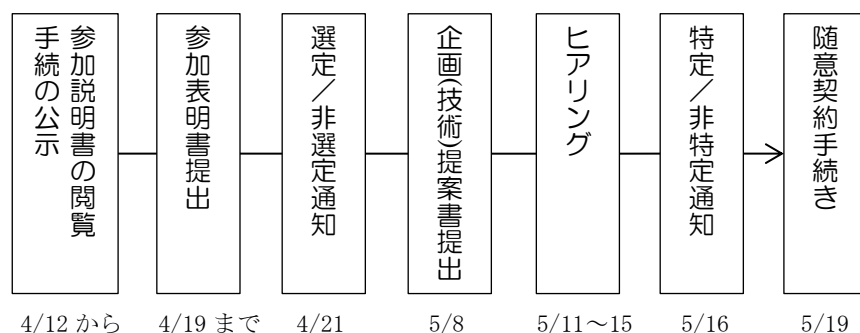 手続の公示
参加説明書の閲覧
参加表明書提出
選定／非選定通知
企画(技術)提案書提出
ヒアリング
特定／非特定通知
随意契約手続き
4/12 から
4/19 まで
4/21
5/8
5/11～15
5/16
5/19